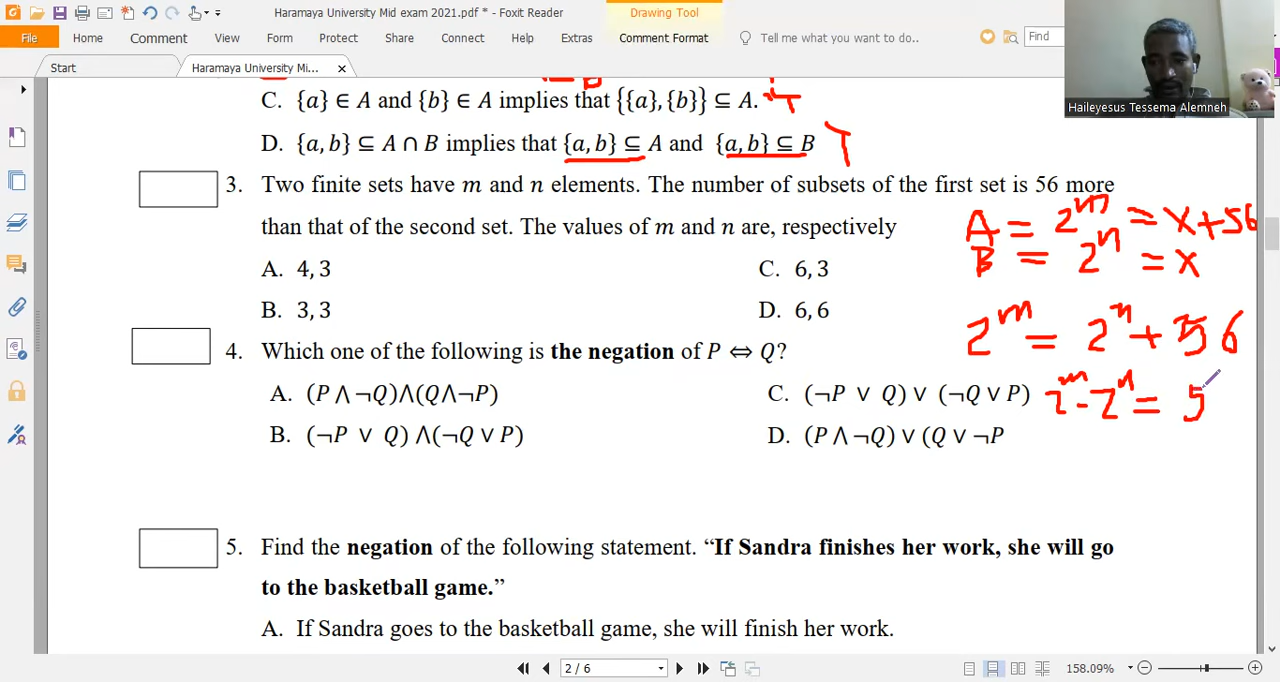 Haramaya University Mid exam 2021.pdf * - Foxit Reader
Drawing Tool
File Home Comment View Form Protect Share Connect Help Extras Comment Format Tell me what you want to do.. Find
Start Haramaya University Mi... ×
Haileyesus Tessema Alemneh
C. {a} ∈ A and {b} ∈ A implies that {{a}, {b}} ⊆ A. T
D. {a, b} ⊆ A ∩ B implies that {a, b} ⊆ A and {a, b} ⊆ B T
3. Two finite sets have m and n elements. The number of subsets of the first set is 56 more
than that of the second set. The values of m and n are, respectively
A. 4, 3
C. 6, 3
B. 3, 3
D. 6, 6
A = 2^m = x+56
B = 2^n = x
2^m = 2^n + 56
2^m - 2^n = 5
4. Which one of the following is the negation of P ⇔ Q?
A. (P ∧ ¬Q)∧(Q∧¬P)
C. (¬P ∨ Q) ∨ (¬Q ∨ P)
B. (¬P ∨ Q) ∧(¬Q ∨ P)
D. (P ∧ ¬Q) ∨ (Q ∨ ¬P
5. Find the negation of the following statement. “If Sandra finishes her work, she will go
to the basketball game.”
A. If Sandra goes to the basketball game, she will finish her work.
2 / 6
158.09%